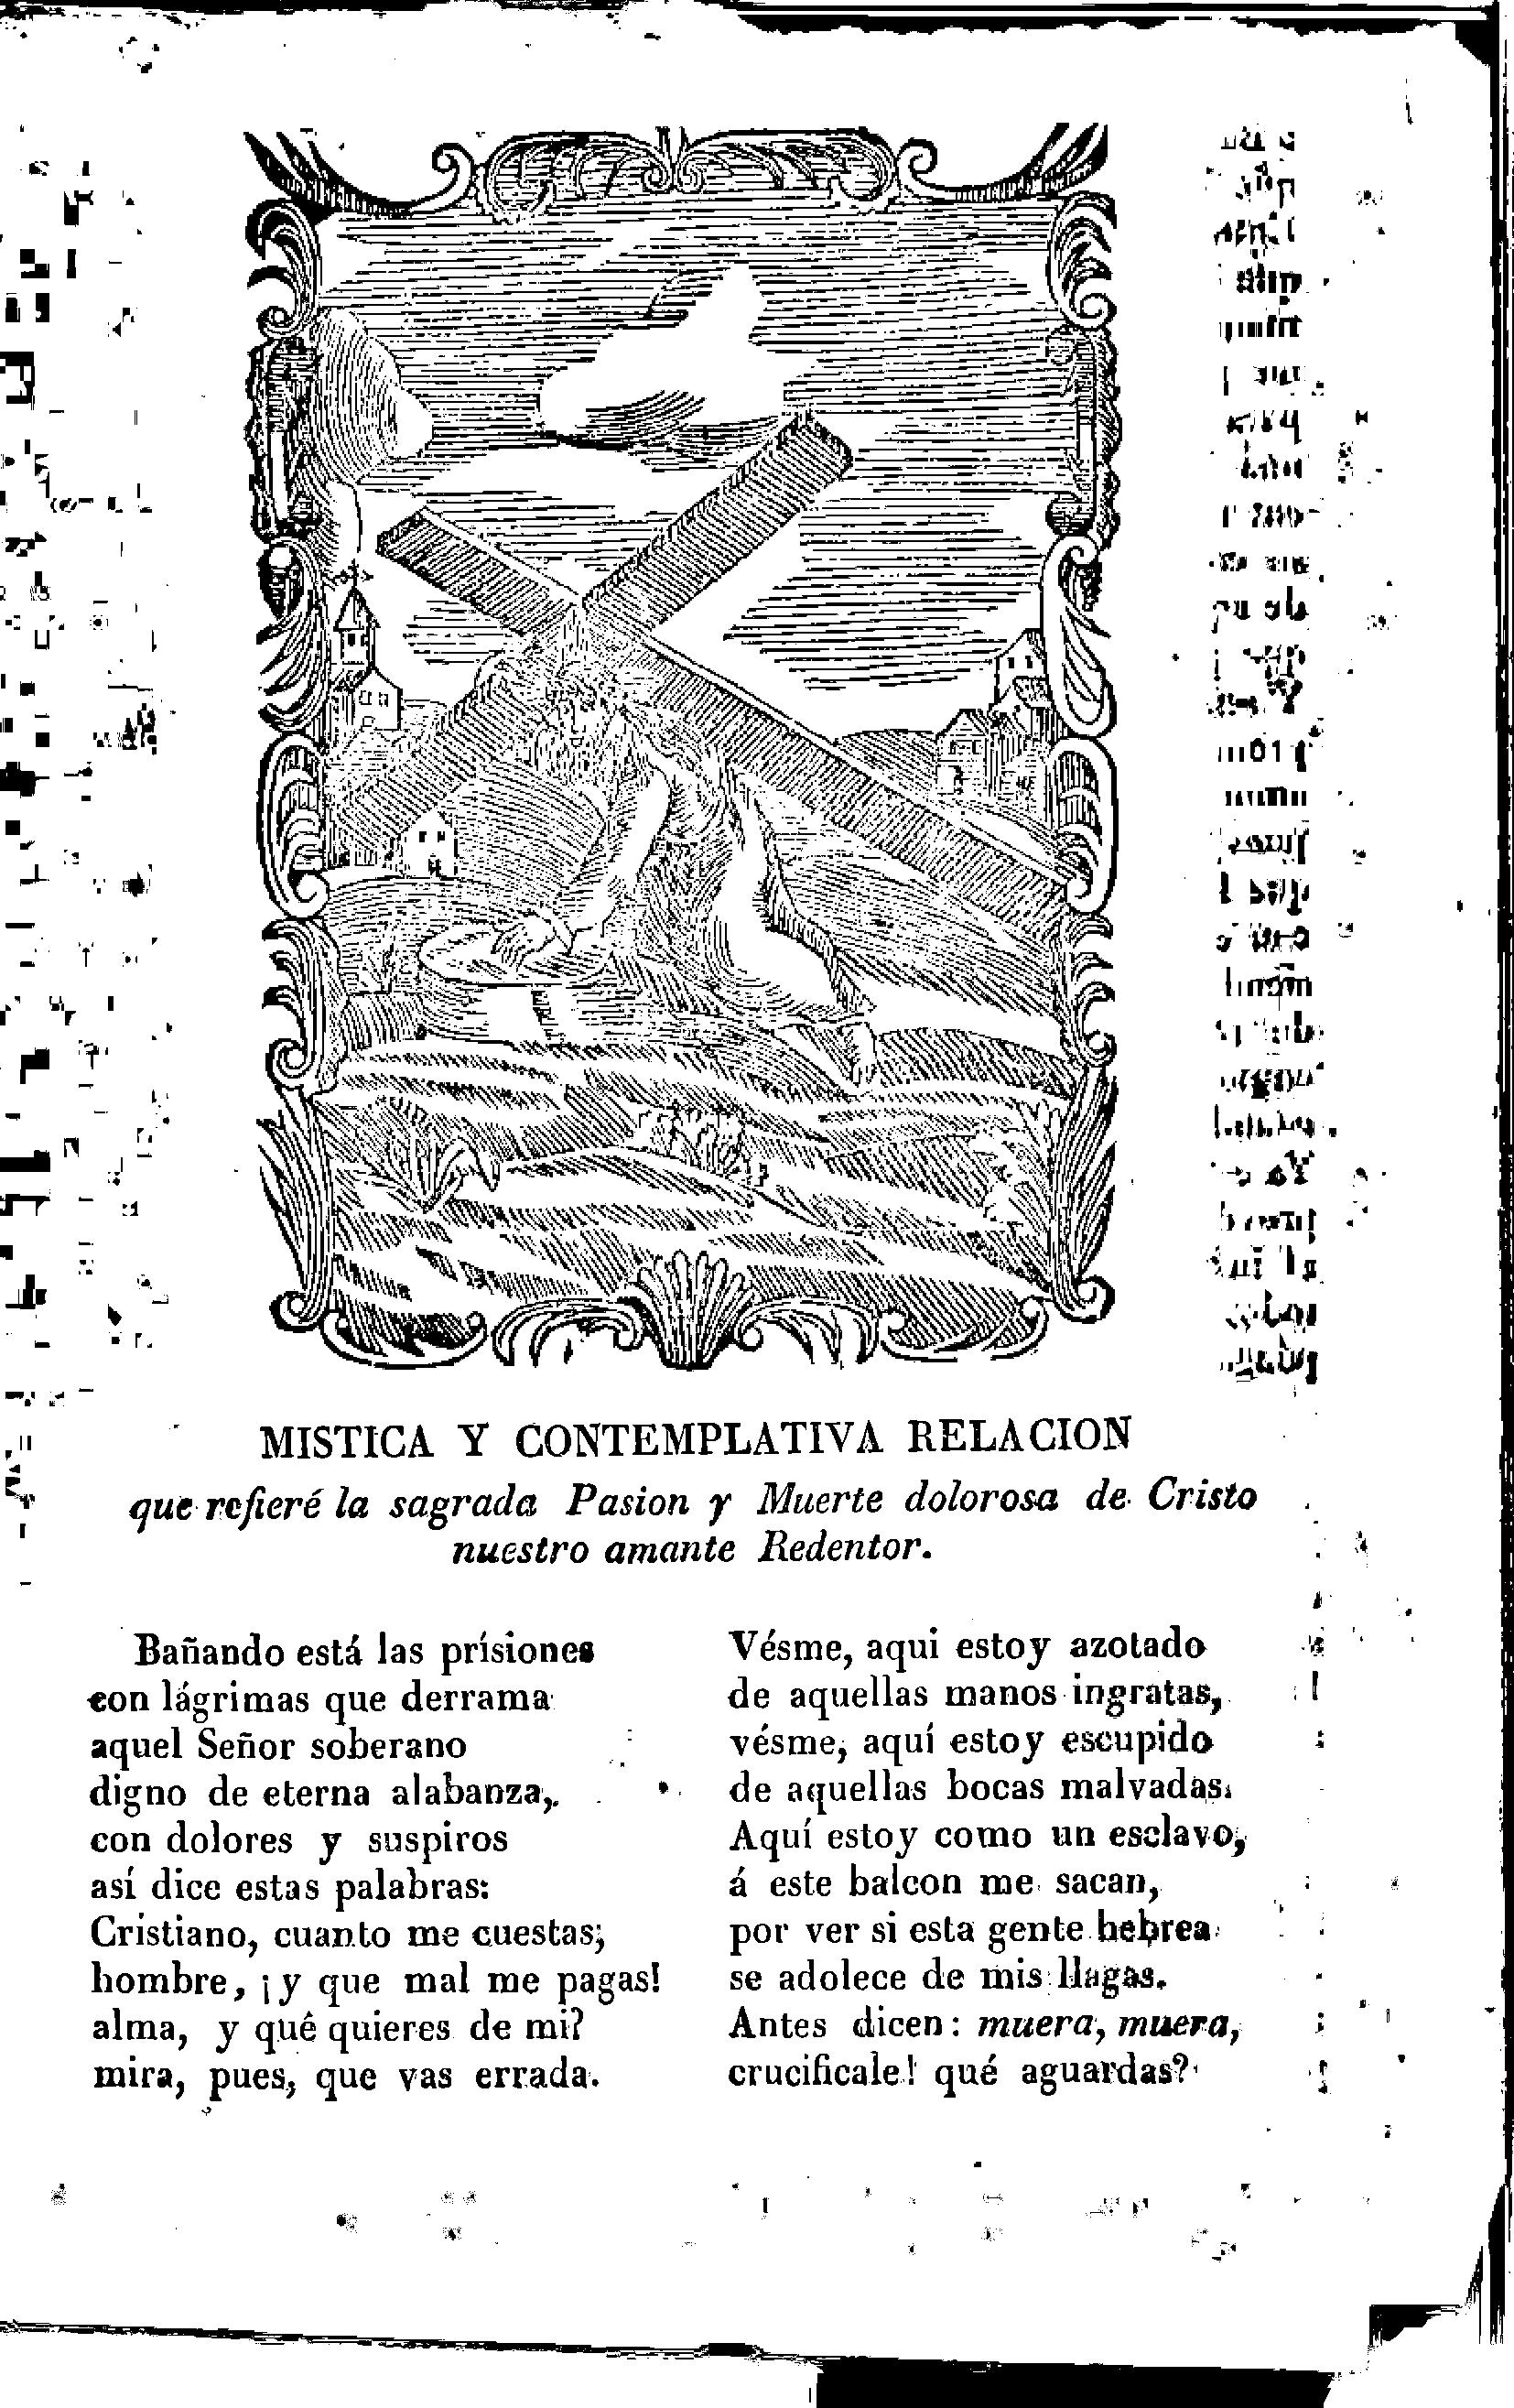 MISTICA Y CONTEMPLATIVA RELACION
que refieré la sagrada Pasion y Muerte dolorosa de Cristo
nuestro amante Redentor.
Bañando está las prísiones
con lágrimas que derrama
aquel Señor soberano
digno de eterna alabanza,
con dolores y suspiros
así dice estas palabras:
Cristiano, cuanto me cuestas;
hombre, ¡y que mal me pagas!
alma, y qué quieres de mi?
mira, pues, que vas errada.
Vésme, aqui estoy azotado
de aquellas manos ingratas,
vésme, aquí estoy escupido
de aquellas bocas malvadas.
Aquí estoy como un esclavo,
á este balcon me sacan,
por ver si esta gente hebrea
se adolece de mis llagas.
Antes dicen: muera, muera,
crucificale! qué aguardas?